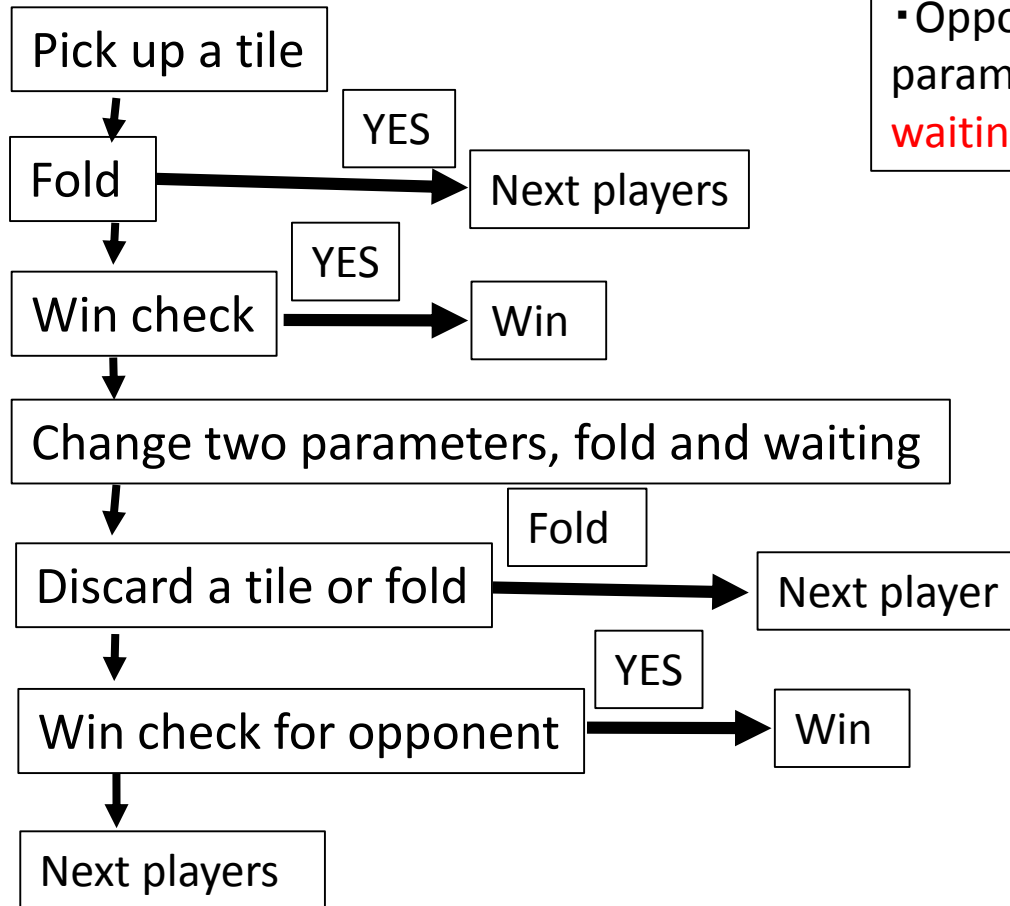 Pick up a tile
YES
Fold
Next players
YES
Win check
Win
Change two parameters, fold and waiting
Fold
Discard a tile or fold
Next player
YES
Win check for opponent
Win
Next players